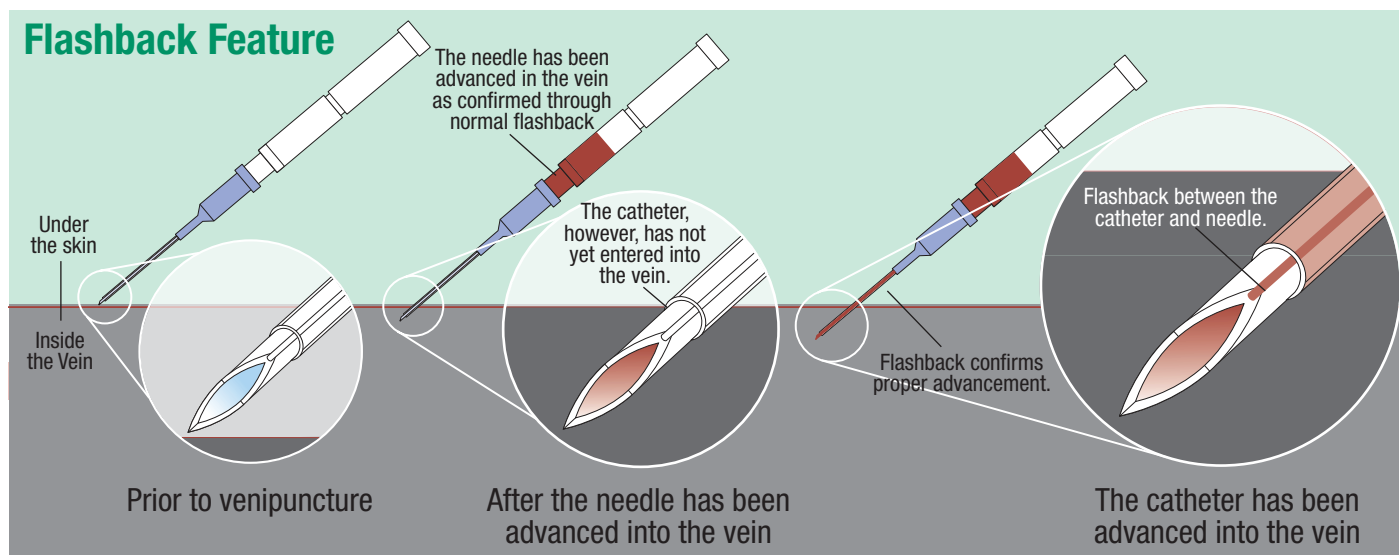 Flashback Feature
The needle has been
advanced in the vein
as confirmed through
normal flashback
Under
the skin
Inside
the Vein
The catheter,
however, has not
yet entered into
the vein.
Flashback between the
catheter and needle.
Flashback confirms
proper advancement.
Prior to venipuncture
After the needle has been
advanced into the vein
The catheter has been
advanced into the vein